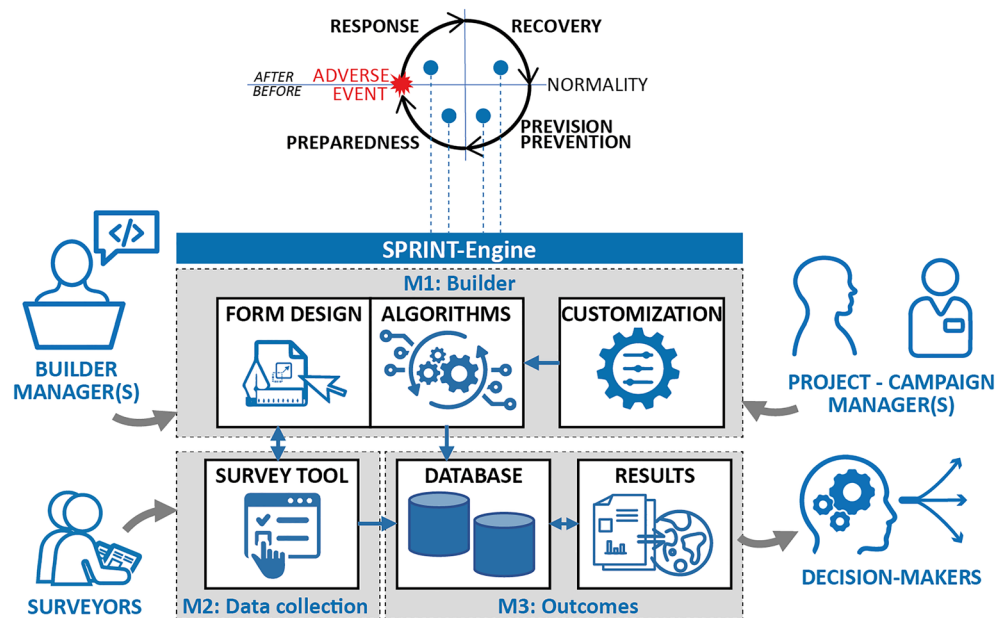 RESPONSE
RECOVERY
AFTER
BEFORE
ADVERSE
EVENT
NORMALITY
PREPAREDNESS
PREVISION
PREVENTION
</>
SPRINT-Engine
M1: Builder
FORM DESIGN
ALGORITHMS
CUSTOMIZATION
BUILDER
MANAGER(S)
PROJECT - CAMPAIGN
MANAGER(S)
SURVEY TOOL
DATABASE
RESULTS
SURVEYORS
M2: Data collection
M3: Outcomes
DECISION-MAKERS